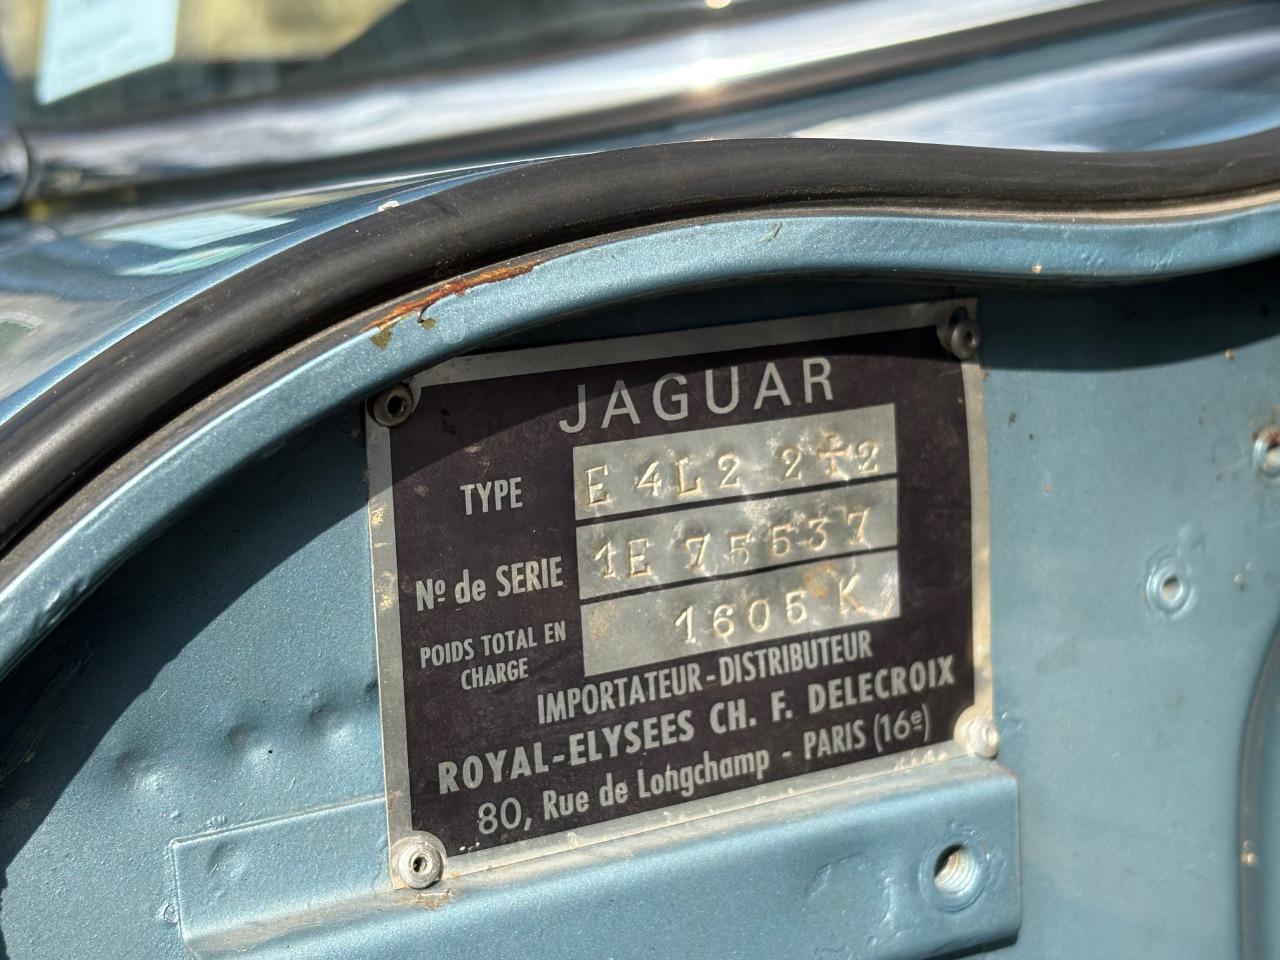 JAGUAR
TYPE E 4L2 2+2
Nº de SERIE 1E 75537
POIDS TOTAL EN CHARGE 1605 K
IMPORTATEUR-DISTRIBUTEUR
ROYAL-ELYSEES CH. F. DELECROIX
80, Rue de Longchamp - PARIS (16e)